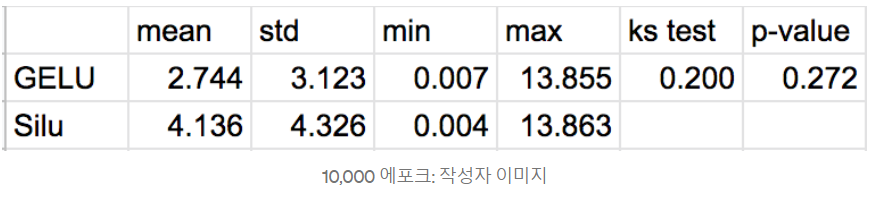 mean std min max ks test p-value
GELU 2.744 3.123 0.007 13.855 0.200 0.272
Silu 4.136 4.326 0.004 13.863
10,000 에포크: 작성자 이미지